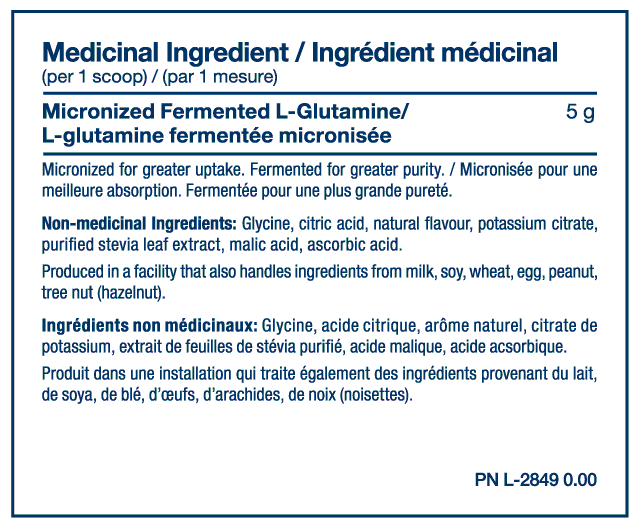 Medicinal Ingredient / Ingrédient médicinal
(per 1 scoop) / (par 1 mesure)
Micronized Fermented L-Glutamine/ 5 g
L-glutamine fermentée micronisée
Micronized for greater uptake. Fermented for greater purity. / Micronisée pour une
meilleure absorption. Fermentée pour une plus grande pureté.
Non-medicinal Ingredients: Glycine, citric acid, natural flavour, potassium citrate,
purified stevia leaf extract, malic acid, ascorbic acid.
Produced in a facility that also handles ingredients from milk, soy, wheat, egg, peanut,
tree nut (hazelnut).
Ingrédients non médicinaux: Glycine, acide citrique, arôme naturel, citrate de
potassium, extrait de feuilles de stévia purifié, acide malique, acide acsorbique.
Produit dans une installation qui traite également des ingrédients provenant du lait,
de soya, de blé, d'œufs, d'arachides, de noix (noisettes).
PN L-2849 0.00